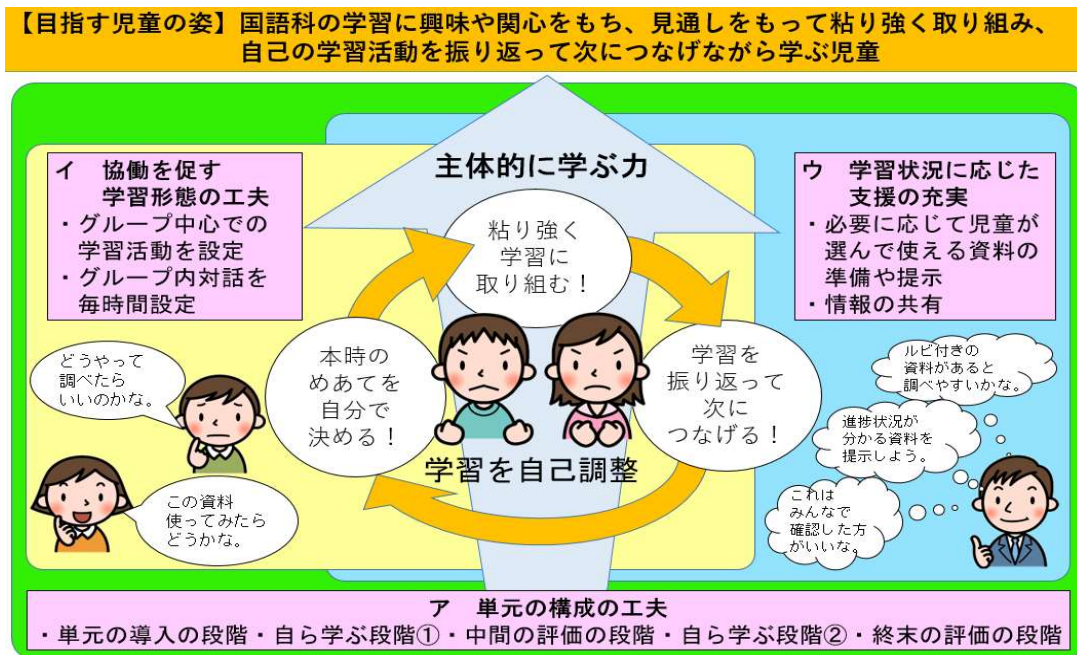 【目指す児童の姿】国語科の学習に興味や関心をもち、見通しをもって粘り強く取り組み、
自己の学習活動を振り返って次につなげながら学ぶ児童
イ　協働を促す
学習形態の工夫
・グループ中心での
学習活動を設定
・グループ内対話を
毎時間設定
主体的に学ぶ力
ウ　学習状況に応じた
支援の充実
・必要に応じて児童が
選んで使える資料の
準備や提示
・情報の共有
粘り強く
学習に
取り組む！
本時の
めあてを
自分で
決める！
学習を
振り返って
次に
つなげる！
学習を自己調整
どうやって
調べたら
いいのかな。
この資料
使ってみたら
どうかな。
ルビ付きの
資料があると
調べやすいかな。
進捗状況が
分かる資料を
提示しよう。
これは
みんなで
確認した方
がいいな。
ア　単元の構成の工夫
・単元の導入の段階・自ら学ぶ段階①・中間の評価の段階・自ら学ぶ段階②・終末の評価の段階